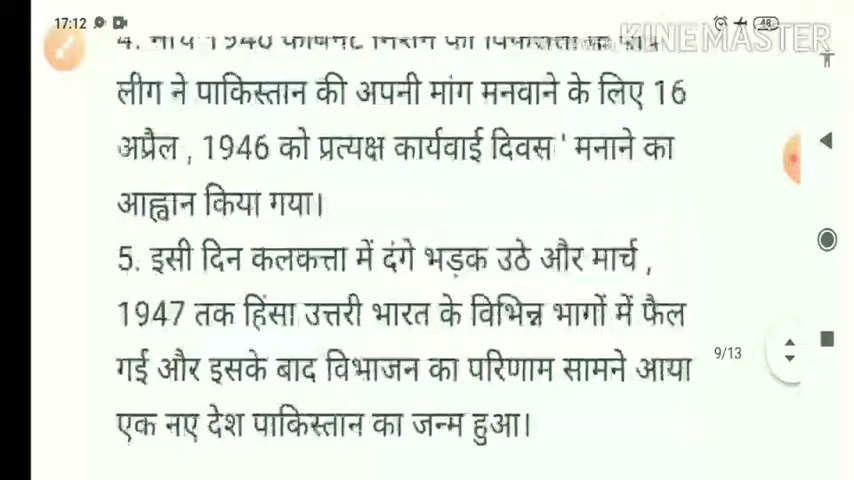 17:12
48
KINEMASTER
लीग ने पाकिस्तान की अपनी मांग मनवाने के लिए 16
अप्रैल , 1946 को प्रत्यक्ष कार्यवाई दिवस ' मनाने का
आह्वान किया गया।
5. इसी दिन कलकत्ता में दंगे भड़क उठे और मार्च ,
1947 तक हिंसा उत्तरी भारत के विभिन्न भागों में फैल
गई और इसके बाद विभाजन का परिणाम सामने आया
एक नए देश पाकिस्तान का जन्म हुआ।
9/13